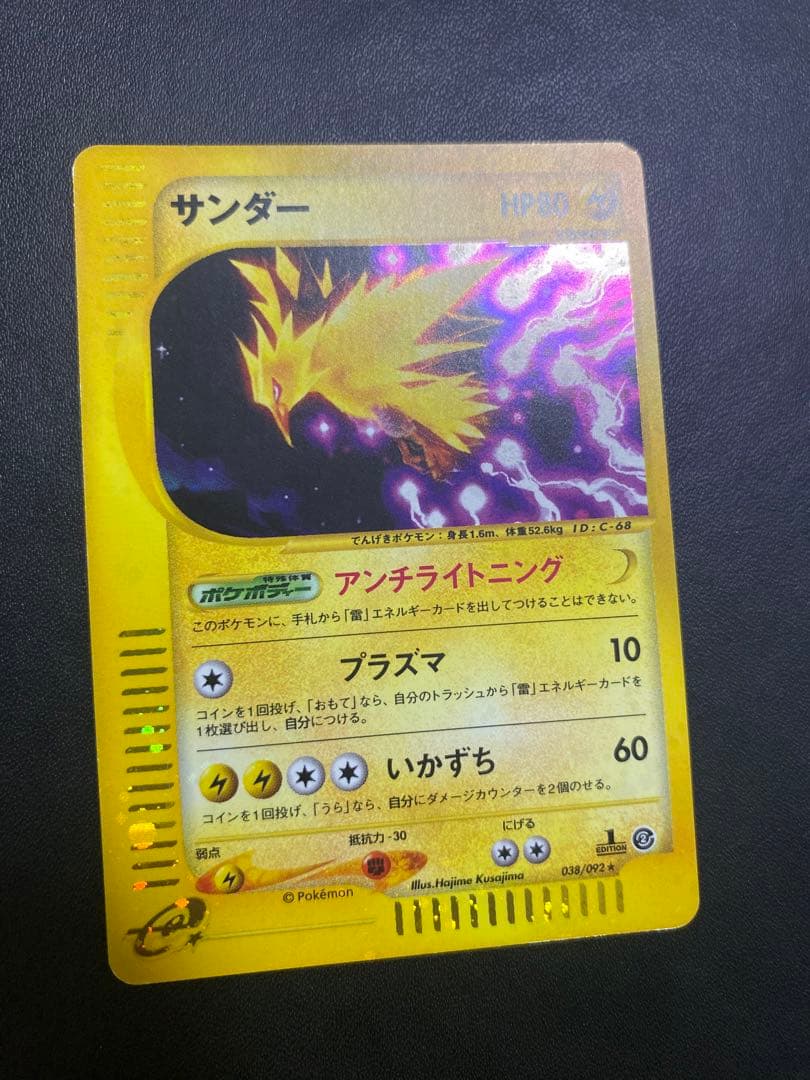 サンダー HP80
でんげきポケモン：身長1.6m、体重52.6kg ID:C-68
特殊体質
ポケボディー アンチライトニング
このポケモンに、手札から「雷」エネルギーカードを出してつけることはできない。
プラズマ 10
コインを1回投げ、「おもて」なら、自分のトラッシュから「雷」エネルギーカードを
1枚選び出し、自分につける。
いかずち 60
コインを1回投げ、「うら」なら、自分にダメージカウンターを2個のせる。
弱点 抵抗力-30 にげる
1 EDITION 2
© Pokémon Illus.Hajime Kusajima 038/092★
e